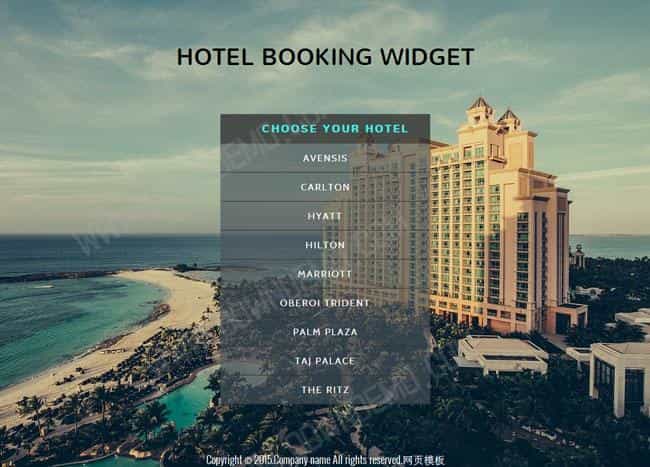 HOTEL BOOKING WIDGET
CHOOSE YOUR HOTEL
AVENSIS
CARLTON
HYATT
HILTON
MARRIOTT
OBEROI TRIDENT
PALM PLAZA
TAJ PALACE
THE RITZ
Copyright © 2015.Company name All rights reserved.网页模板